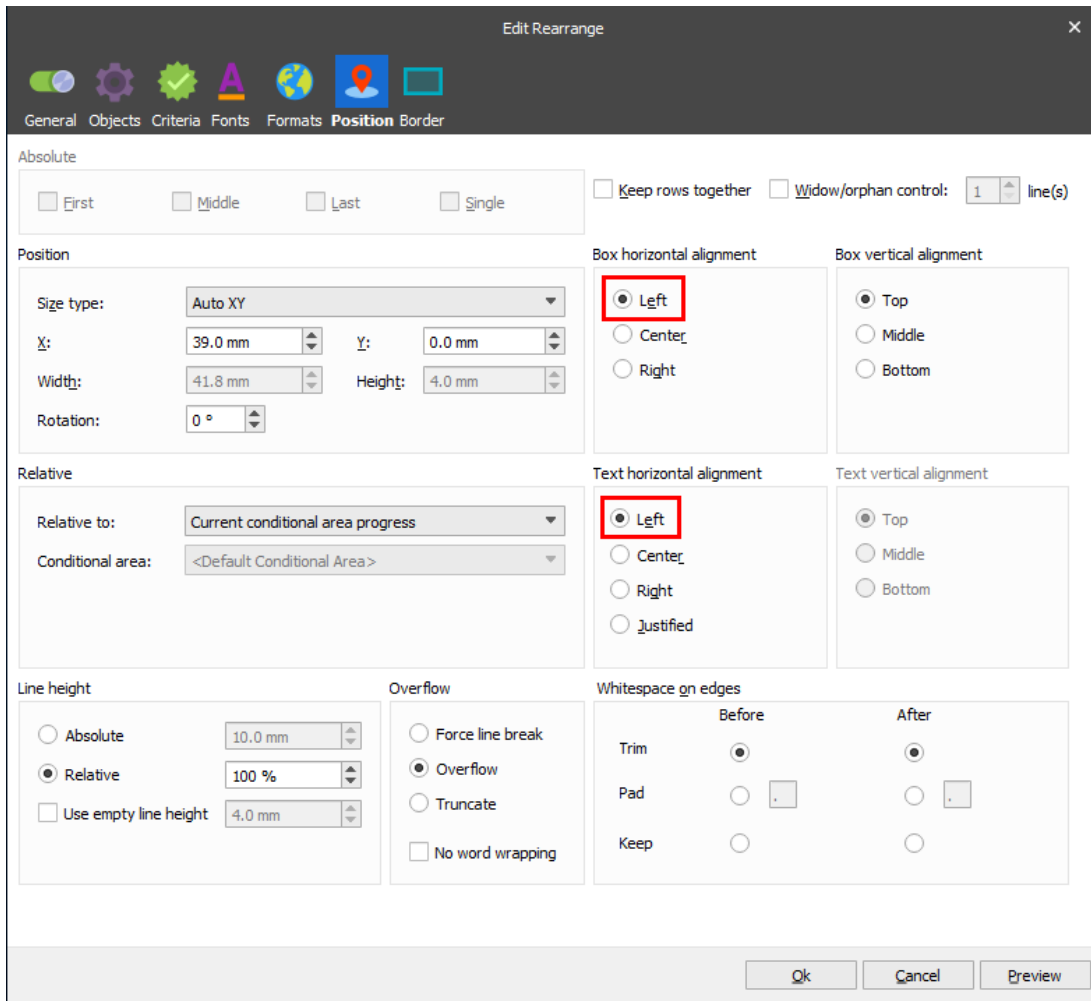 Edit Rearrange
General Objects Criteria Fonts Formats Position Border
Absolute
First Middle Last Single
Keep rows together Widow/orphan control: 1 line(s)
Position
Size type: Auto XY
X: 39.0 mm Y: 0.0 mm
Width: 41.8 mm Height: 4.0 mm
Rotation: 0 °
Box horizontal alignment
Left
Center
Right
Box vertical alignment
Top
Middle
Bottom
Relative
Relative to: Current conditional area progress
Conditional area: <Default Conditional Area>
Text horizontal alignment
Left
Center
Right
Justified
Text vertical alignment
Top
Middle
Bottom
Line height
Absolute 10.0 mm
Relative 100 %
Use empty line height 4.0 mm
Overflow
Force line break
Overflow
Truncate
No word wrapping
Whitespace on edges
Before After
Trim
Pad . .
Keep
Ok Cancel Preview